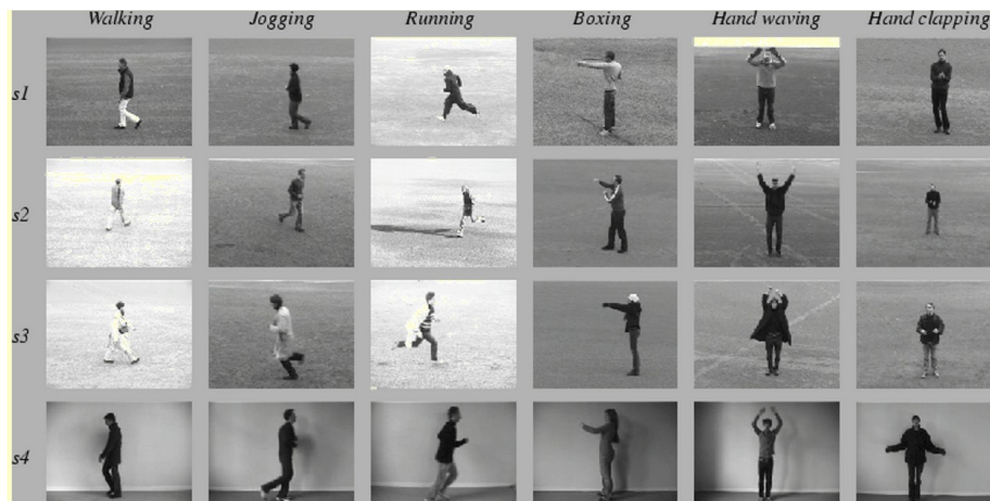 Walking Jogging Running Boxing Hand waving Hand clapping
s1
s2
s3
s4